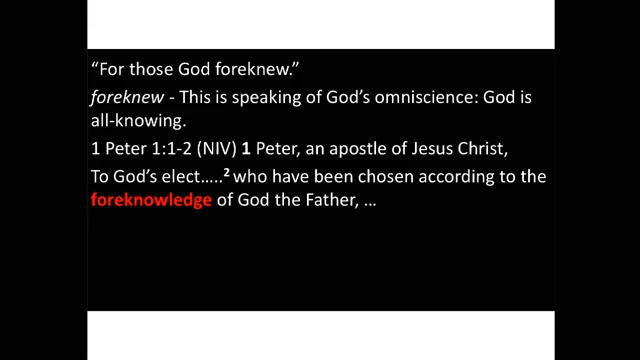 “For those God foreknew.”
foreknew - This is speaking of God’s omniscience: God is
all-knowing.
1 Peter 1:1-2 (NIV) 1 Peter, an apostle of Jesus Christ,
To God’s elect…..² who have been chosen according to the
foreknowledge of God the Father, …